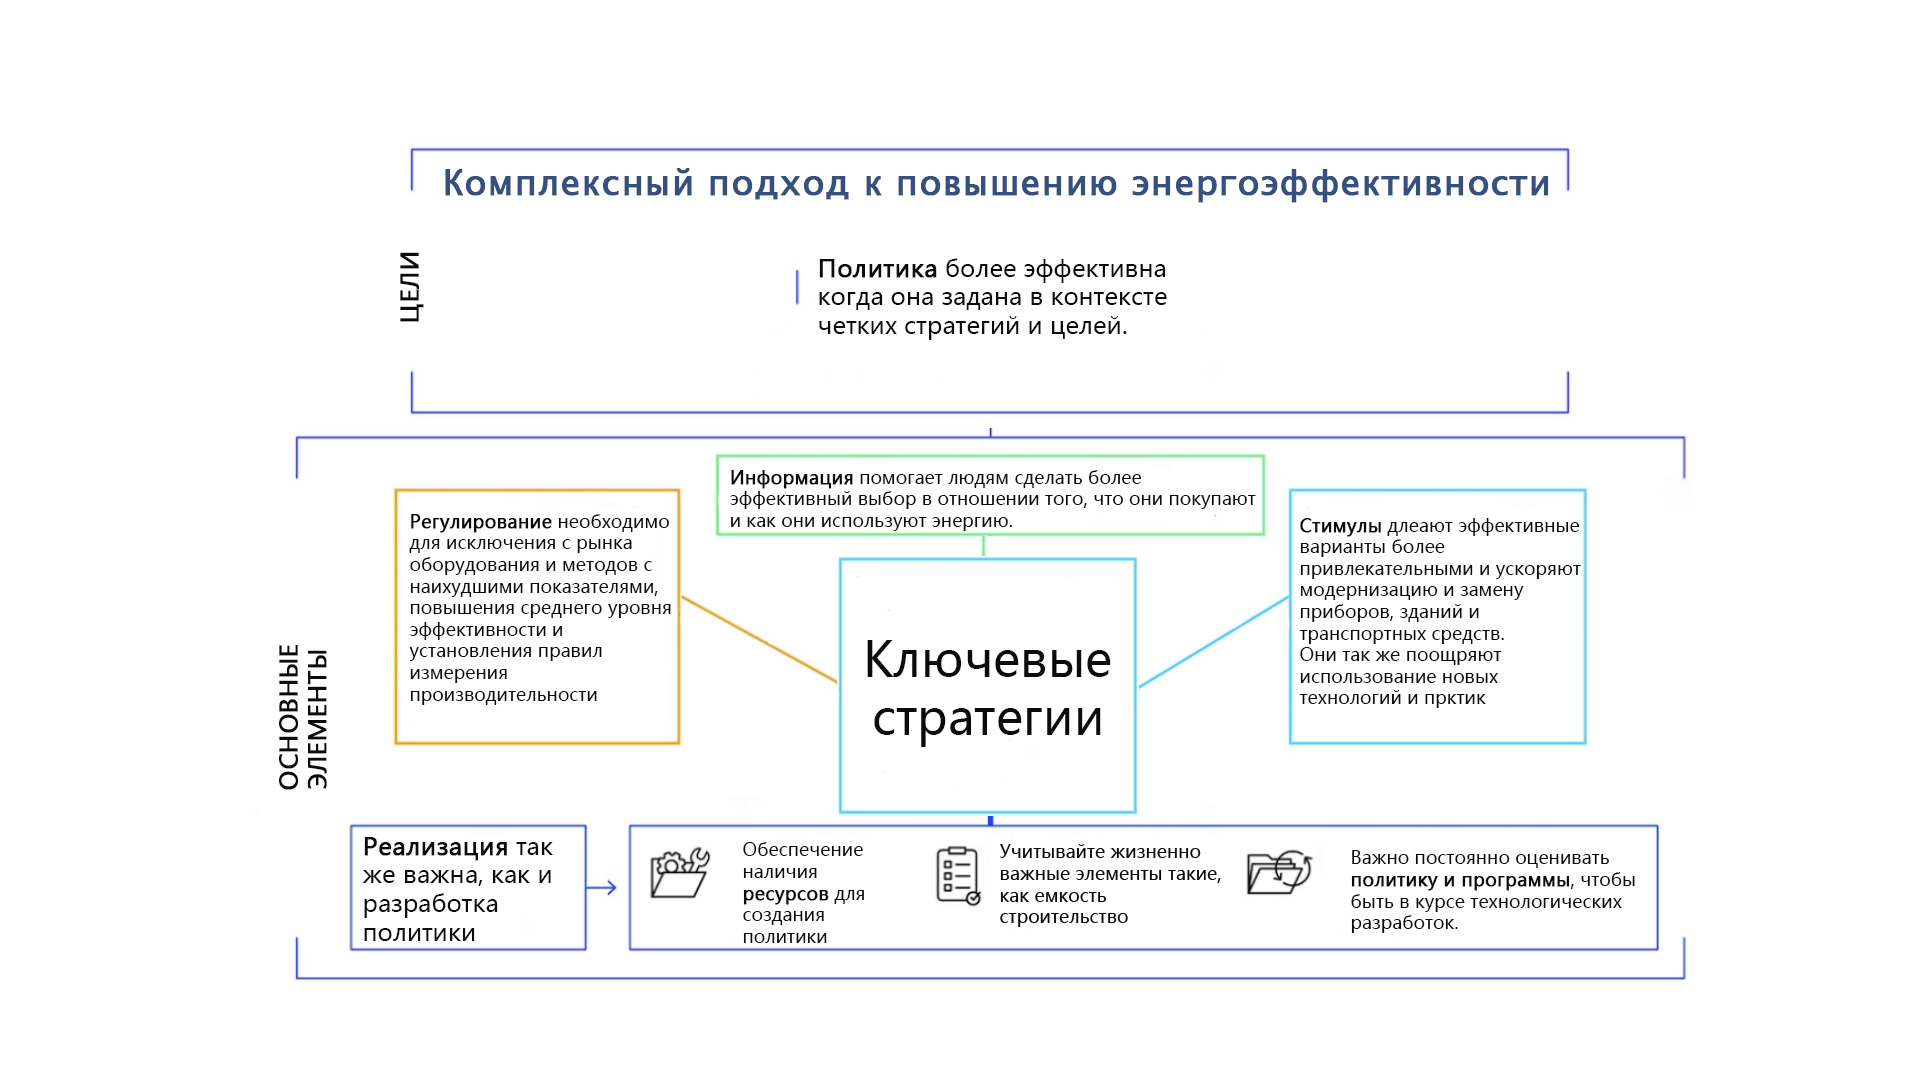 Комплексный подход к повышению энергоэффективности
ЦЕЛИ
Политика более эффективна
когда она задана в контексте
четких стратегий и целей.
ОСНОВНЫЕ
ЭЛЕМЕНТЫ
Информация помогает людям сделать более
эффективный выбор в отношении того, что они покупают
и как они используют энергию.
Регулирование необходимо
для исключения с рынка
оборудования и методов с
наихудшими показателями,
повышения среднего уровня
эффективности и
установления правил
измерения
производительности
Ключевые
стратегии
Стимулы длеают эффективные
варианты более
привлекательными и ускоряют
модернизацию и замену
приборов, зданий и
транспортных средств.
Они так же поощряют
использование новых
технологий и прктик
Реализация так
же важна, как и
разработка
политики
Обеспечение
наличия
ресурсов для
создания
политики
Учитывайте жизненно
важные элементы такие,
как емкость
строительство
Важно постоянно оценивать
политику и программы, чтобы
быть в курсе технологических
разработок.